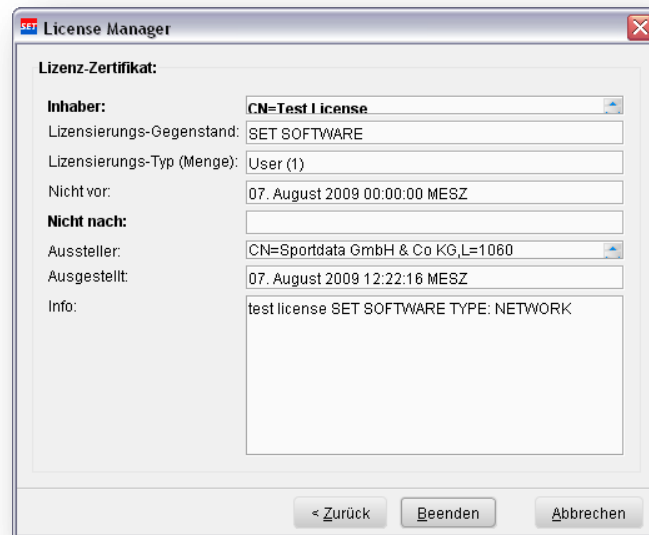 SET License Manager
Lizenz-Zertifikat:
Inhaber: CN=Test License
Lizensierungs-Gegenstand: SET SOFTWARE
Lizensierungs-Typ (Menge): User (1)
Nicht vor: 07. August 2009 00:00:00 MESZ
Nicht nach:
Aussteller: CN=Sportdata GmbH & Co KG,L=1060
Ausgestellt: 07. August 2009 12:22:16 MESZ
Info: test license SET SOFTWARE TYPE: NETWORK
< Zurück Beenden Abbrechen